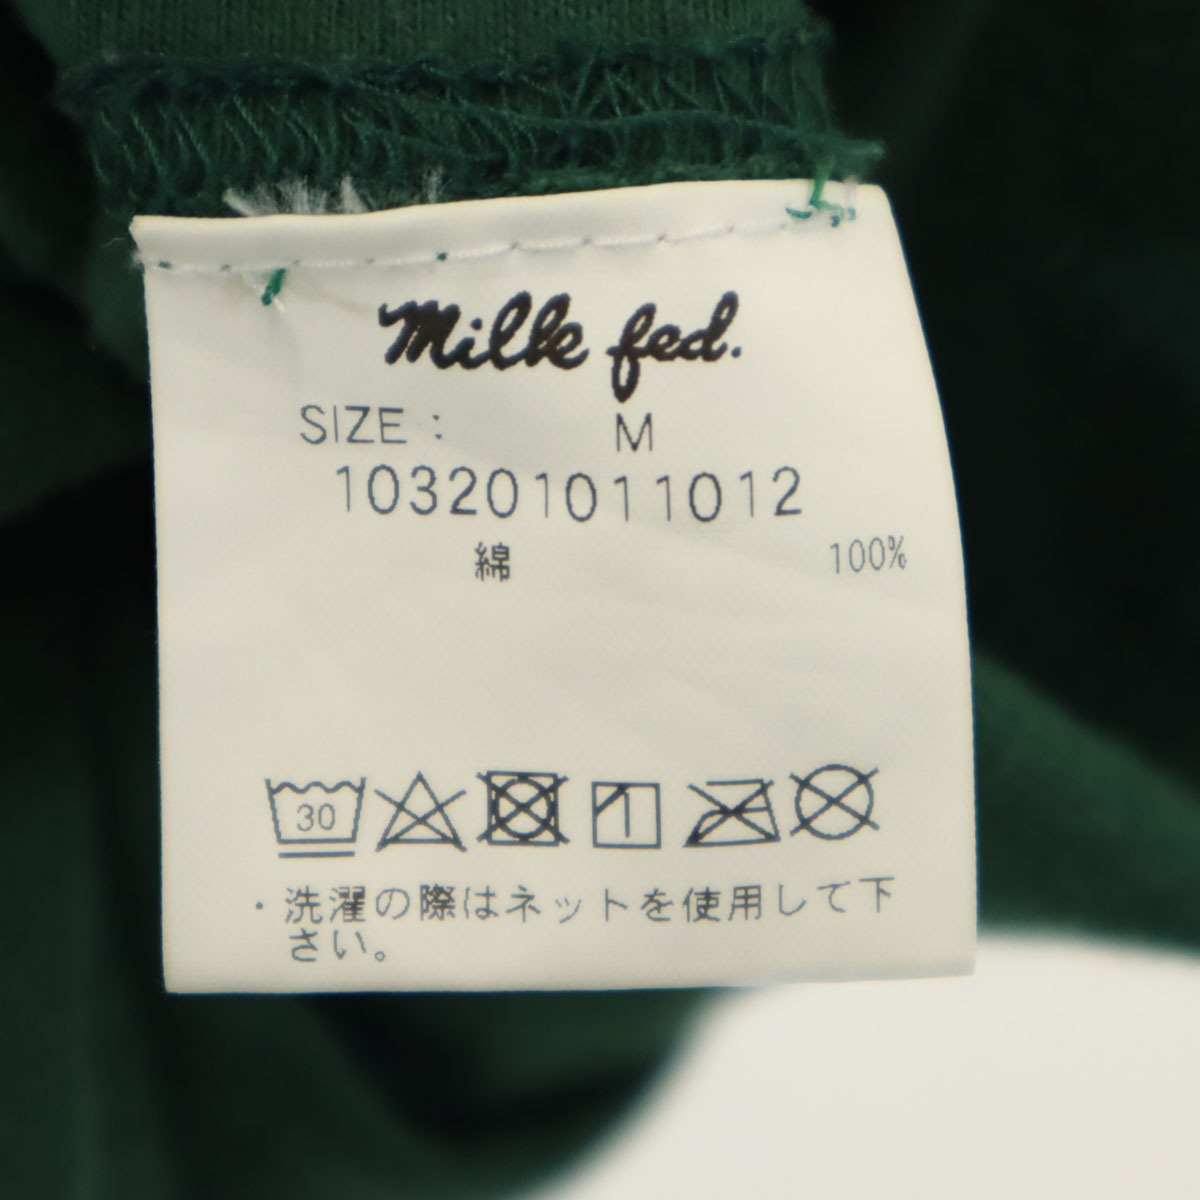 Milk fed.
SIZE : M
103201011012
綿 100%
30
・洗濯の際はネットを使用して下
さい。